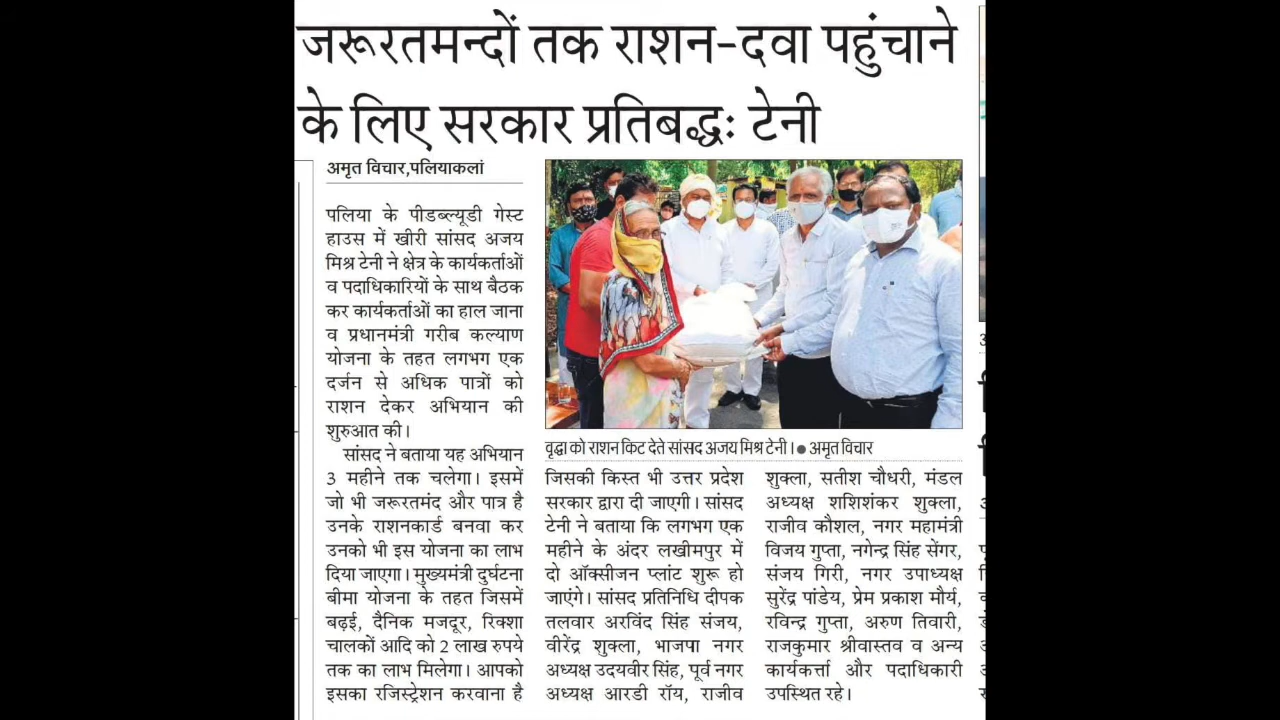 जरूरतमन्दों तक राशन-दवा पहुंचाने
के लिए सरकार प्रतिबद्धः टेनी
अमृत विचार,पलियाकलां
पलिया के पीडब्ल्यूडी गेस्ट
हाउस में खीरी सांसद अजय
मिश्र टेनी ने क्षेत्र के कार्यकर्ताओं
व पदाधिकारियों के साथ बैठक
कर कार्यकर्ताओं का हाल जाना
व प्रधानमंत्री गरीब कल्याण
योजना के तहत लगभग एक
दर्जन से अधिक पात्रों को
राशन देकर अभियान की
शुरुआत की।
सांसद ने बताया यह अभियान
3 महीने तक चलेगा। इसमें
जो भी जरूरतमंद और पात्र है
उनके राशनकार्ड बनवा कर
उनको भी इस योजना का लाभ
दिया जाएगा। मुख्यमंत्री दुर्घटना
बीमा योजना के तहत जिसमें
बढ़ई, दैनिक मजदूर, रिक्शा
चालकों आदि को 2 लाख रुपये
तक का लाभ मिलेगा। आपको
इसका रजिस्ट्रेशन करवाना है
वृद्धा को राशन किट देते सांसद अजय मिश्र टेनी।● अमृत विचार
जिसकी किस्त भी उत्तर प्रदेश
सरकार द्वारा दी जाएगी। सांसद
टेनी ने बताया कि लगभग एक
महीने के अंदर लखीमपुर में
दो ऑक्सीजन प्लांट शुरू हो
जाएंगे। सांसद प्रतिनिधि दीपक
तलवार अरविंद सिंह संजय,
वीरेंद्र शुक्ला, भाजपा नगर
अध्यक्ष उदयवीर सिंह, पूर्व नगर
अध्यक्ष आरडी रॉय, राजीव
शुक्ला, सतीश चौधरी, मंडल
अध्यक्ष शशिशंकर शुक्ला,
राजीव कौशल, नगर महामंत्री
विजय गुप्ता, नगेन्द्र सिंह सेंगर,
संजय गिरी, नगर उपाध्यक्ष
सुरेंद्र पांडेय, प्रेम प्रकाश मौर्य,
रविन्द्र गुप्ता, अरुण तिवारी,
राजकुमार श्रीवास्तव व अन्य
कार्यकर्त्ता और पदाधिकारी
उपस्थित रहे।